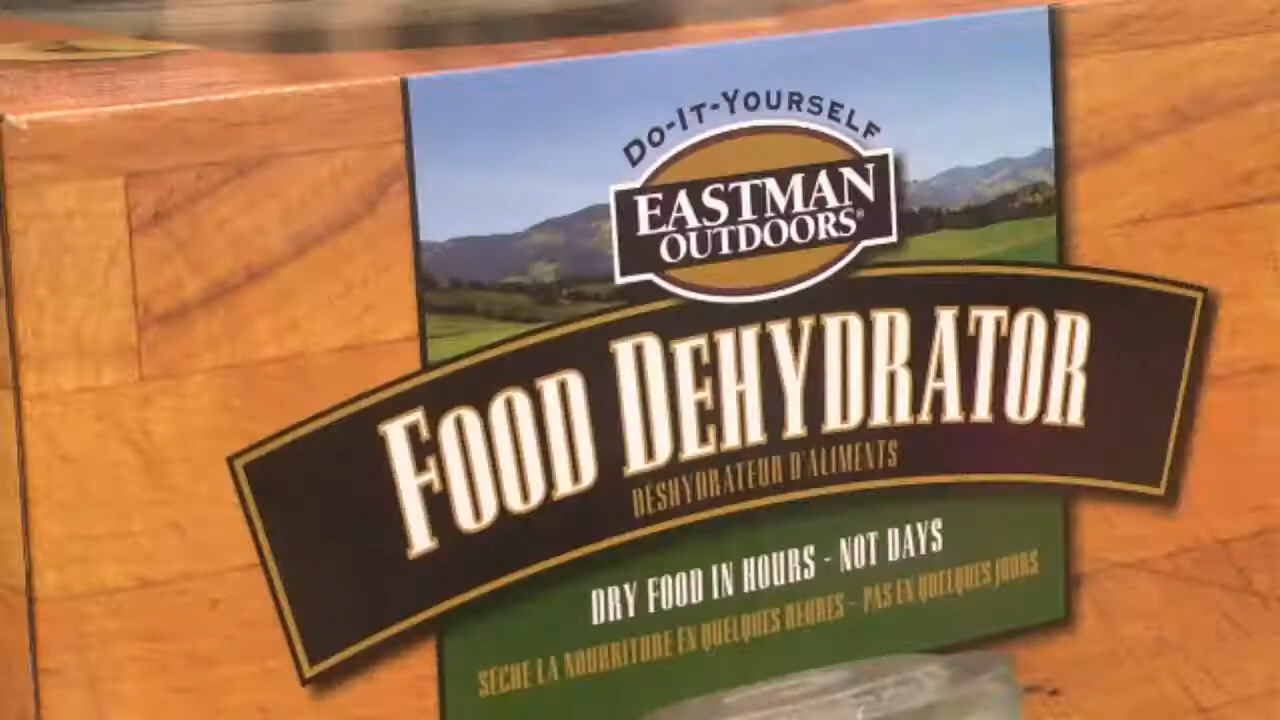 Do-It-Yourself
EASTMAN
OUTDOORS®
FOOD DEHYDRATOR
DÉSHYDRATEUR D'ALIMENTS
DRY FOOD IN HOURS - NOT DAYS
SÈCHE LA NOURRITURE EN QUELQUES HEURES - PAS EN QUELQUES JOURS